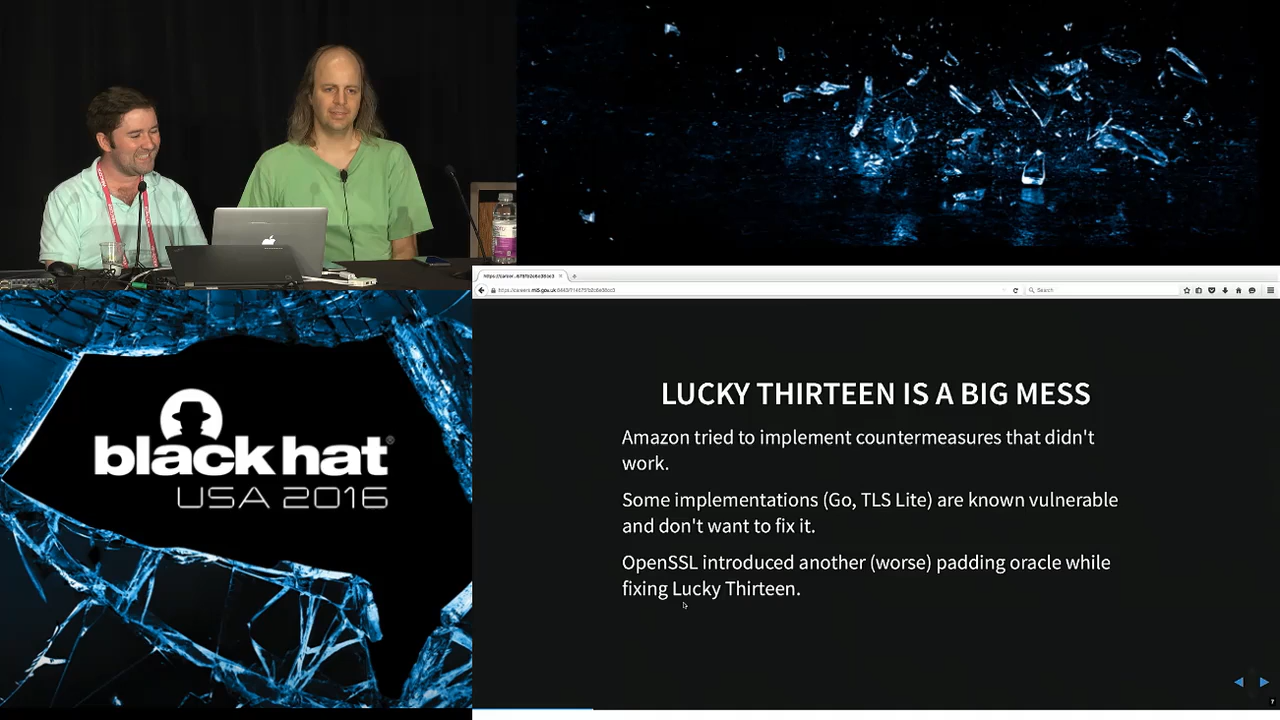 black hat®
USA 2016
LUCKY THIRTEEN IS A BIG MESS
Amazon tried to implement countermeasures that didn't
work.
Some implementations (Go, TLS Lite) are known vulnerable
and don't want to fix it.
OpenSSL introduced another (worse) padding oracle while
fixing Lucky Thirteen.
Search
7